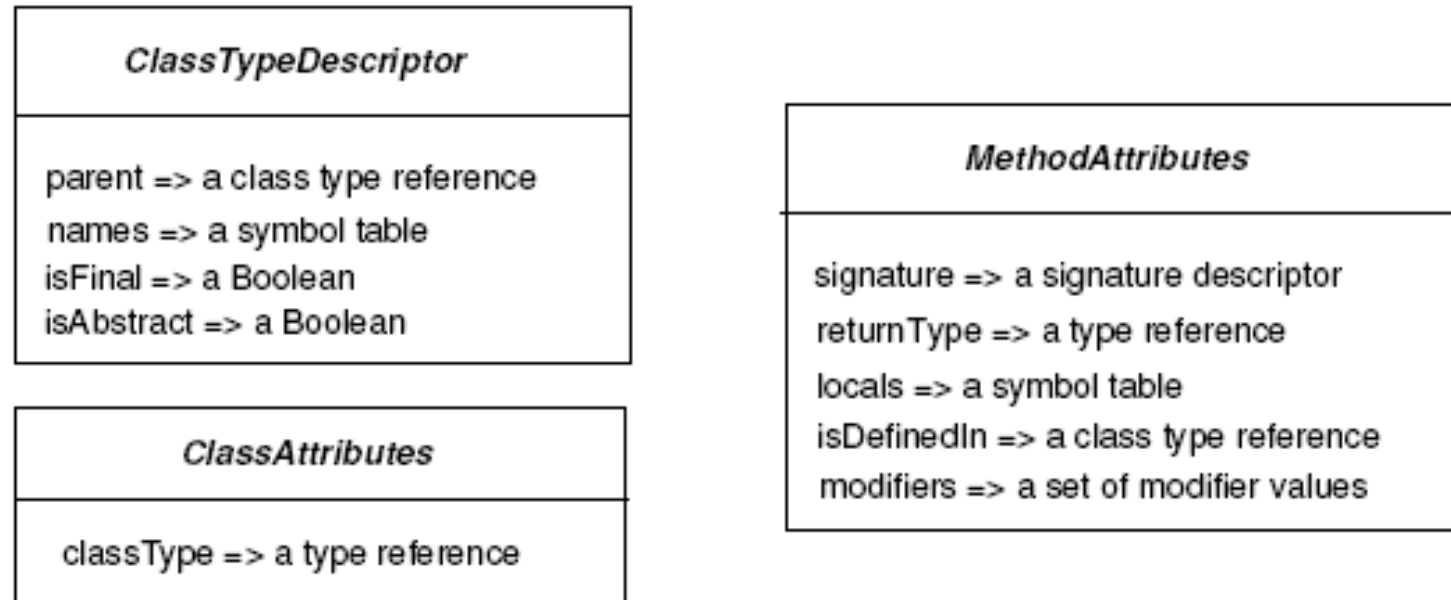 ClassTypeDescriptor
parent => a class type reference
names => a symbol table
isFinal => a Boolean
isAbstract => a Boolean
ClassAttributes
classType => a type reference
MethodAttributes
signature => a signature descriptor
returnType => a type reference
locals => a symbol table
isDefinedIn => a class type reference
modifiers => a set of modifier values